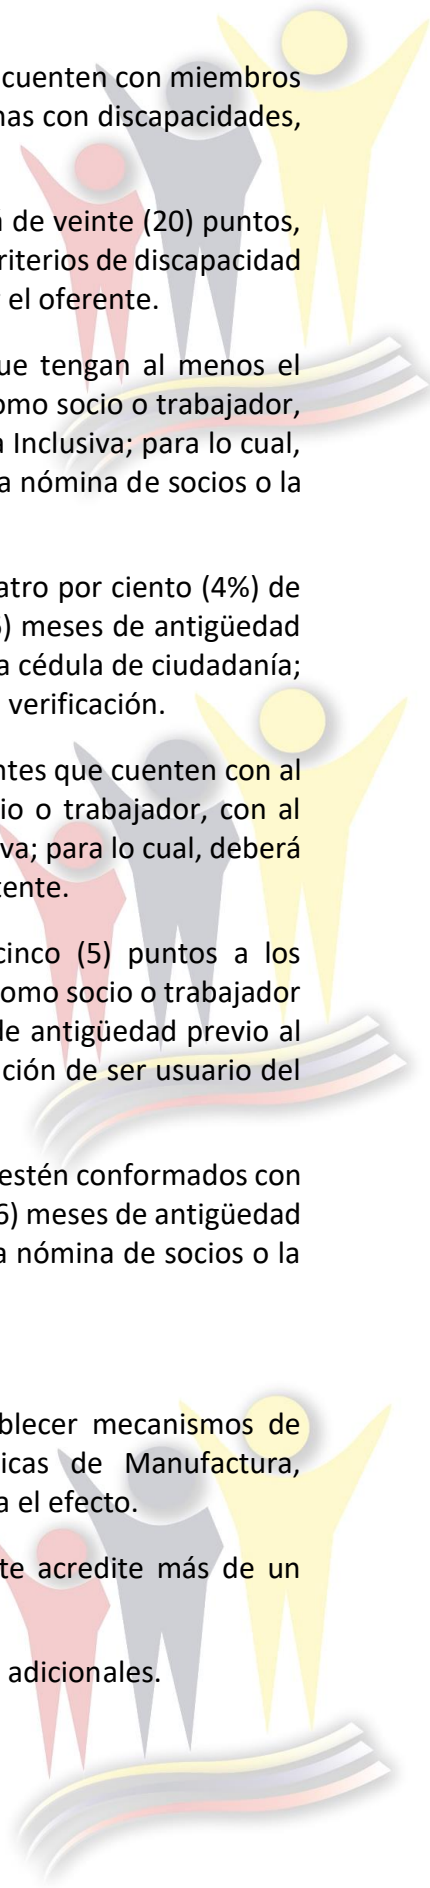 cuenten con miembros
nas con discapacidades,
de veinte (20) puntos,
riterios de discapacidad
el oferente.
ue tengan al menos el
omo socio o trabajador,
a Inclusiva; para lo cual,
a nómina de socios o la
atro por ciento (4%) de
) meses de antigüedad
a cédula de ciudadanía;
verificación.
ntes que cuenten con al
io o trabajador, con al
va; para lo cual, deberá
tente.
cinco (5) puntos a los
omo socio o trabajador
de antigüedad previo al
ción de ser usuario del
estén conformados con
6) meses de antigüedad
a nómina de socios o la
blecer mecanismos de
icas de Manufactura,
a el efecto.
te acredite más de un
adicionales.